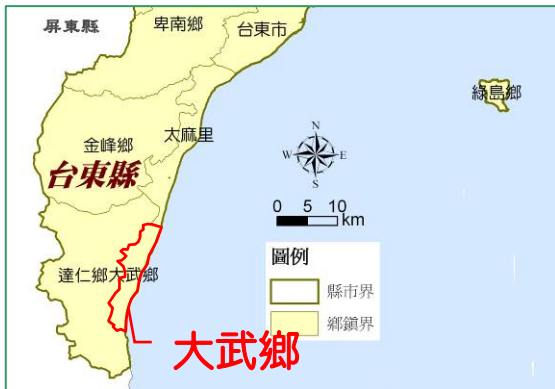 屏東縣
卑南鄉
台東市
綠島鄉
太麻里
金峰鄉
台東縣
N
W E
S
0 5 10
km
圖例
縣市界
鄉鎮界
達仁鄉大武鄉
大武鄉